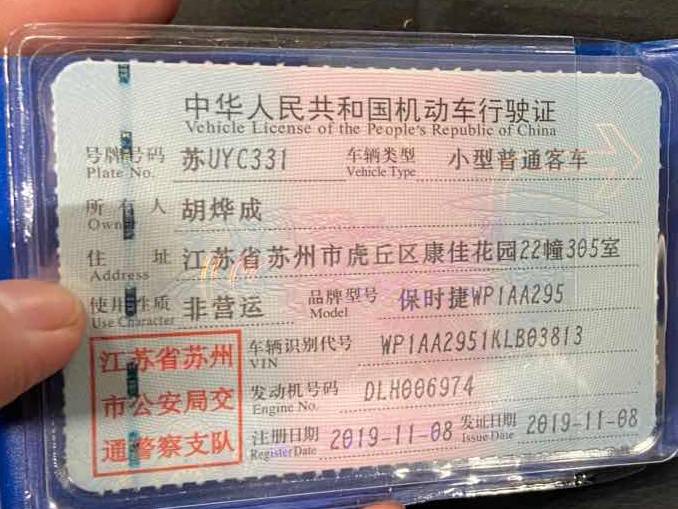 中华人民共和国机动车行驶证
Vehicle License of the People's Republic of China
号牌号码 苏UYC331 车辆类型 小型普通客车
Plate No. Vehicle Type
所有人 胡烨成
Owner
住址 江苏省苏州市虎丘区康佳花园22幢305室
Address
使用性质 非营运 品牌型号 保时捷WP1AA295
Use Character Model
江苏省苏州
市公安局交
通警察支队
车辆识别代号 WP1AA2951KLB03813
VIN
发动机号码 DLH006974
Engine No.
注册日期 2019-11-08 发证日期 2019-11-08
Register Date Issue Date